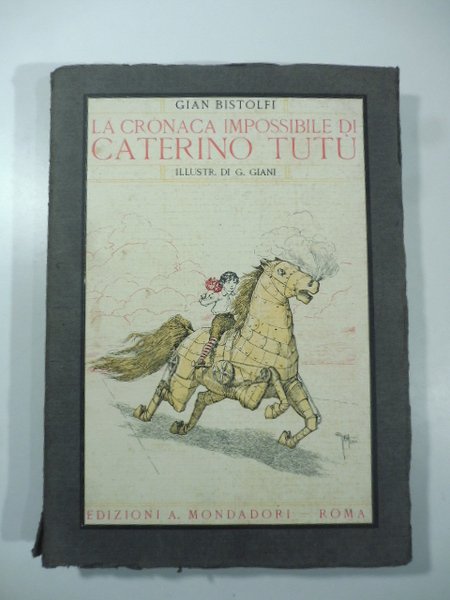 GIAN BISTOLFI
LA CRONACA IMPOSSIBILE DI
CATERINO TUTÙ
ILLUSTR. DI G. GIANI
EDIZIONI A. MONDADORI — ROMA